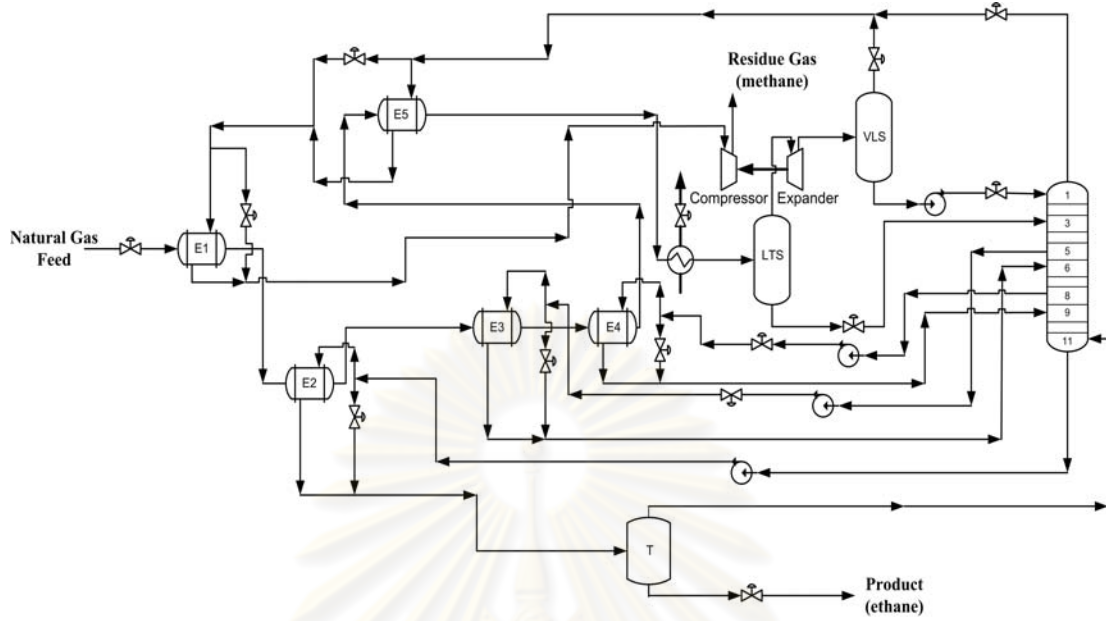 Residue Gas
(methane)
E5
VLS
Compressor
Expander
1
Natural Gas
Feed
E1
LTS
3
5
6
E3
E4
8
9
11
E2
T
Product
(ethane)